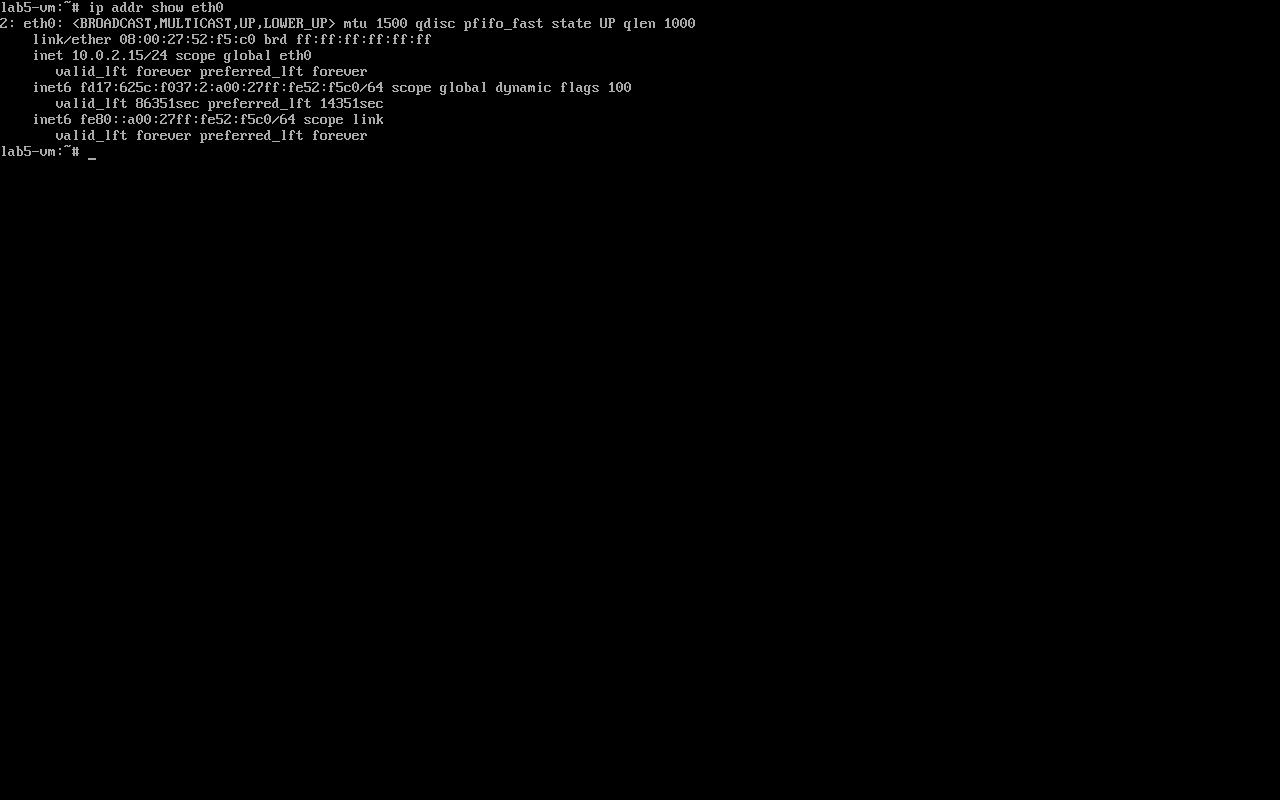 lab5-vm:~# ip addr show eth0
2: eth0: <BROADCAST,MULTICAST,UP,LOWER_UP> mtu 1500 qdisc pfifo_fast state UP qlen 1000
    link/ether 08:00:27:52:f5:c0 brd ff:ff:ff:ff:ff:ff
    inet 10.0.2.15/24 scope global eth0
       valid_lft forever preferred_lft forever
    inet6 fd17:625c:f037:2:a00:27ff:fe52:f5c0/64 scope global dynamic flags 100
       valid_lft 86351sec preferred_lft 14351sec
    inet6 fe80::a00:27ff:fe52:f5c0/64 scope link
       valid_lft forever preferred_lft forever
lab5-vm:~# _